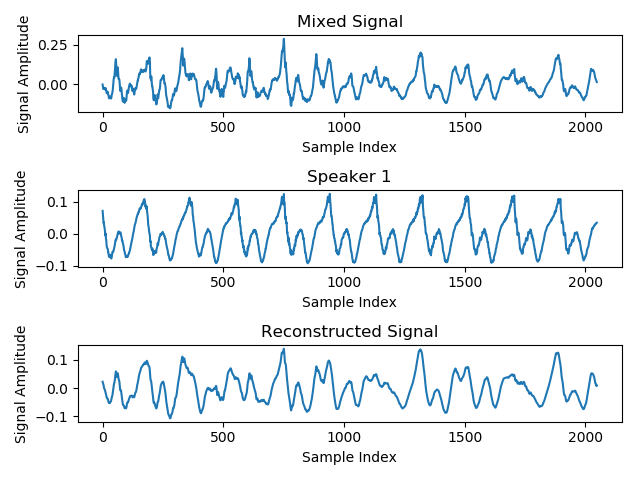 Mixed Signal
Signal Amplitude
0.25
0.00
0 500 1000 1500 2000
Sample Index
Speaker 1
Signal Amplitude
0.1
0.0
−0.1
0 500 1000 1500 2000
Sample Index
Reconstructed Signal
Signal Amplitude
0.1
0.0
−0.1
0 500 1000 1500 2000
Sample Index